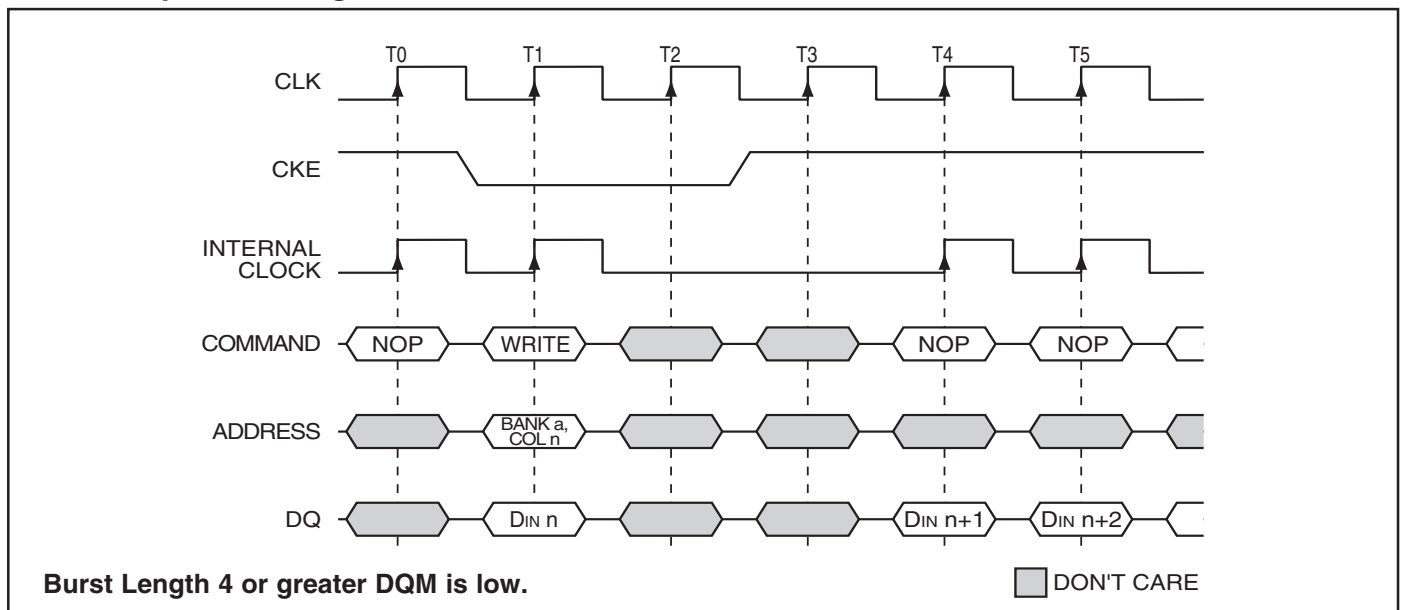 T0 T1 T2 T3 T4 T5
CLK
CKE
INTERNAL
CLOCK
COMMAND NOP WRITE NOP NOP
ADDRESS BANK a,
COL n
DQ DIN n DIN n+1 DIN n+2
Burst Length 4 or greater DQM is low. DON'T CARE